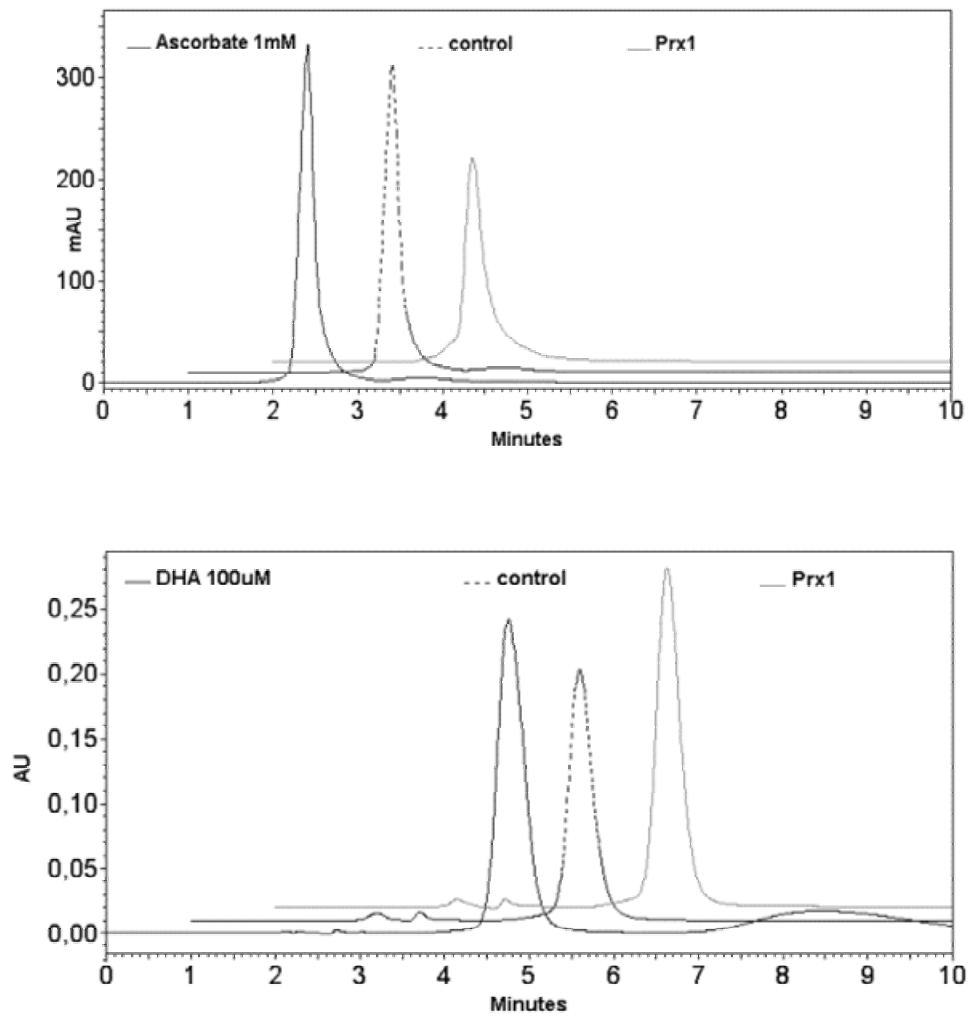 Ascorbate 1mM control Prx1
300
200
100
0
mAU
0 1 2 3 4 5 6 7 8 9 10
Minutes
DHA 100uM control Prx1
0,25
0,20
0,15
0,10
0,05
0,00
AU
0 1 2 3 4 5 6 7 8 9 10
Minutes